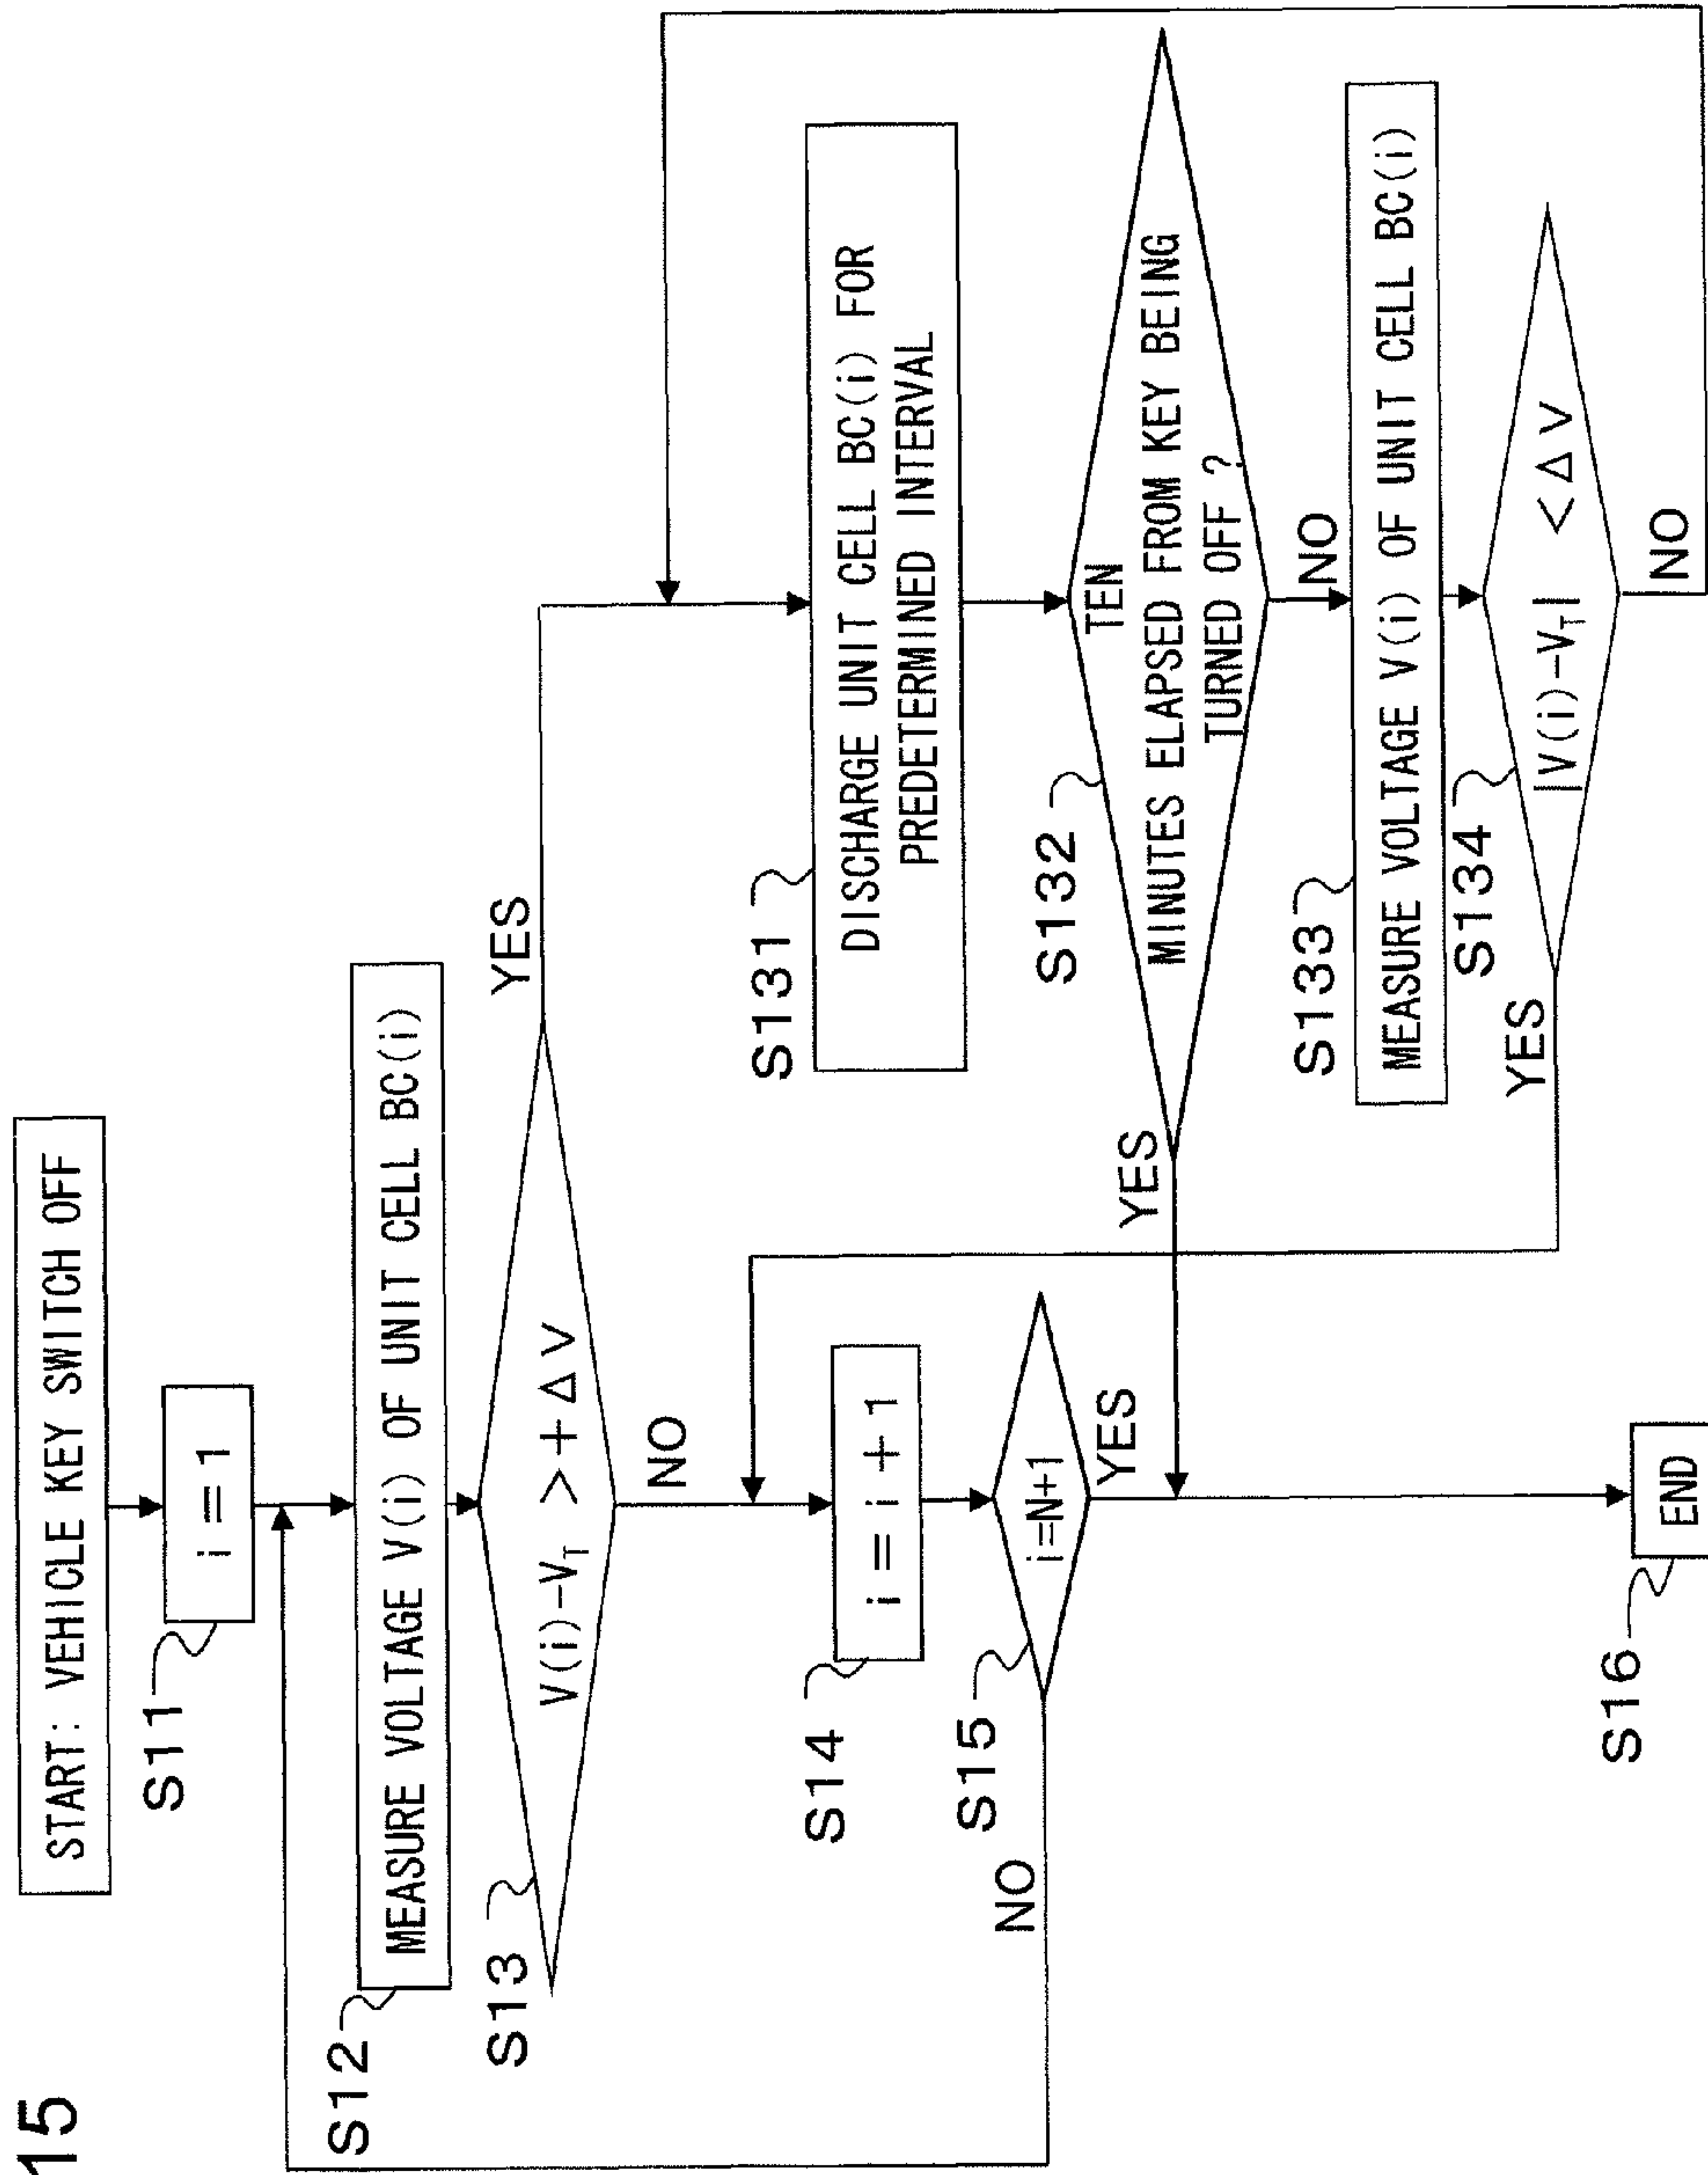 15
START: VEHICLE KEY SWITCH OFF
S11
i = 1
S12
MEASURE VOLTAGE V(i) OF UNIT CELL BC(i)
S13
V(i)-V_T > + Δ V
YES
NO
S14
i = i + 1
S15
i=N+1
NO
YES
S16
END
S131
DISCHARGE UNIT CELL BC(i) FOR
PREDETERMINED INTERVAL
S132
TEN
MINUTES ELAPSED FROM KEY BEING
TURNED OFF ?
YES
NO
S133
MEASURE VOLTAGE V(i) OF UNIT CELL BC(i)
S134
|V(i)-V_T| < Δ V
YES
NO